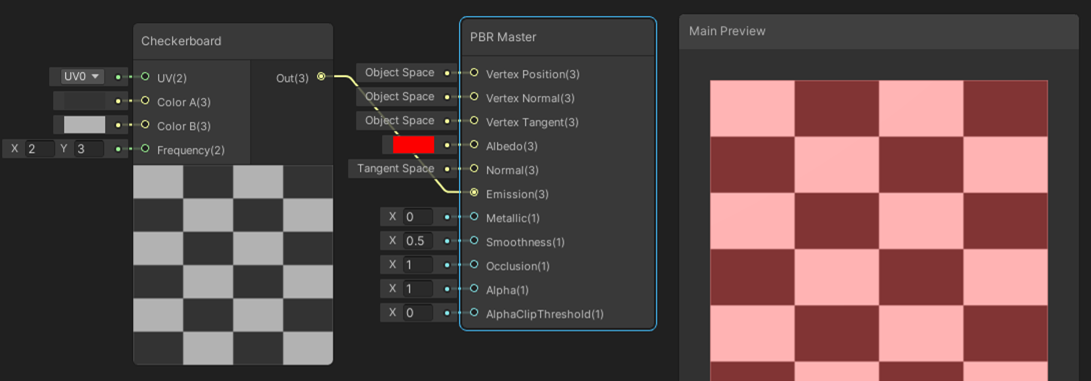 Checkerboard
UV0
UV(2)
Out(3)
Color A(3)
Color B(3)
X 2 Y 3
Frequency(2)
PBR Master
Object Space
Vertex Position(3)
Object Space
Vertex Normal(3)
Object Space
Vertex Tangent(3)
Albedo(3)
Tangent Space
Normal(3)
Emission(3)
X 0
Metallic(1)
X 0.5
Smoothness(1)
X 1
Occlusion(1)
X 1
Alpha(1)
X 0
AlphaClipThreshold(1)
Main Preview